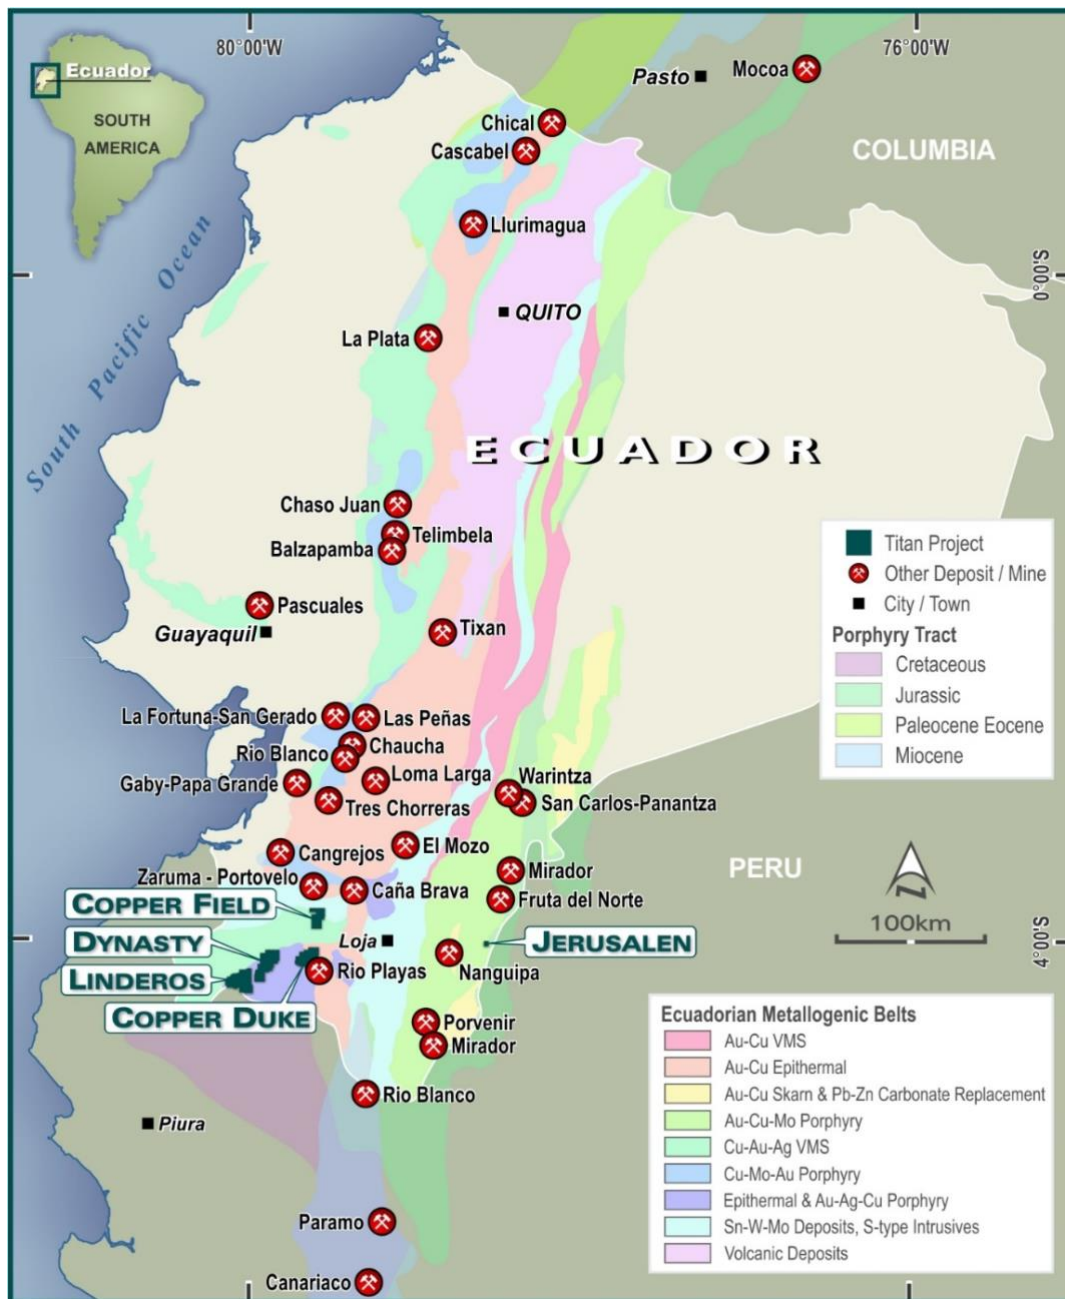 80°00'W
76°00'W
Ecuador
SOUTH
AMERICA
Pasto
Mocoa
Chical
Cascabel
COLUMBIA
Llurimagua
South Pacific Ocean
0°00'S
QUITO
La Plata
ECUADOR
Chaso Juan
Telimbela
Balzapamba
Pascuales
Guayaquil
Tixan
Titan Project
Other Deposit / Mine
City / Town
Porphyry Tract
Cretaceous
Jurassic
Paleocene Eocene
Miocene
La Fortuna-San Gerado
Las Peñas
Chaucha
Rio Blanco
Loma Larga
Gaby-Papa Grande
Tres Chorreras
Warintza
San Carlos-Panantza
El Mozo
Cangrejos
Zaruma - Portovelo
Caña Brava
Mirador
Fruta del Norte
PERU
N
100km
COPPER FIELD
DYNASTY
LINDEROS
COPPER DUKE
Loja
Rio Playas
JERUSALEN
Nanguipa
4°00'S
Porvenir
Mirador
Rio Blanco
Piura
Paramo
Canariaco
Ecuadorian Metallogenic Belts
Au-Cu VMS
Au-Cu Epithermal
Au-Cu Skarn & Pb-Zn Carbonate Replacement
Au-Cu-Mo Porphyry
Cu-Au-Ag VMS
Cu-Mo-Au Porphyry
Epithermal & Au-Ag-Cu Porphyry
Sn-W-Mo Deposits, S-type Intrusives
Volcanic Deposits